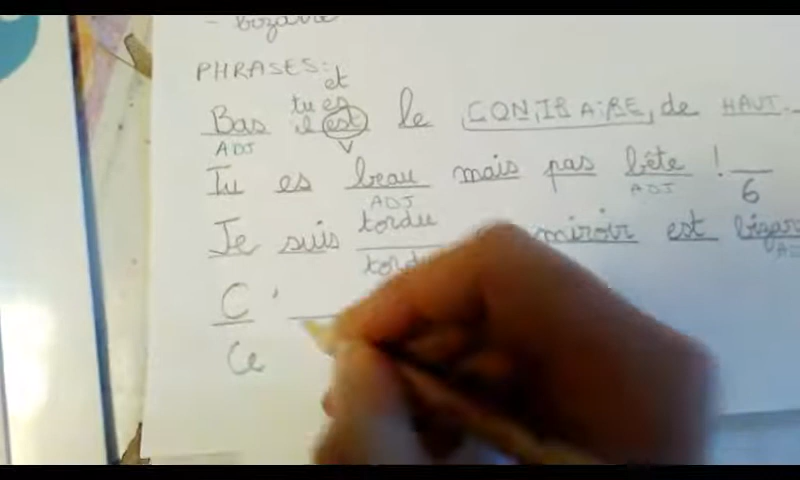 - bizarre
PHRASES:
et
tu es
Bas il est le CONTRAIRE, de HAUT.
ADJ V
Tu es beau mais pas bête !
ADJ ADJ 6
tordu
Je suis miroir est
C'
Ce